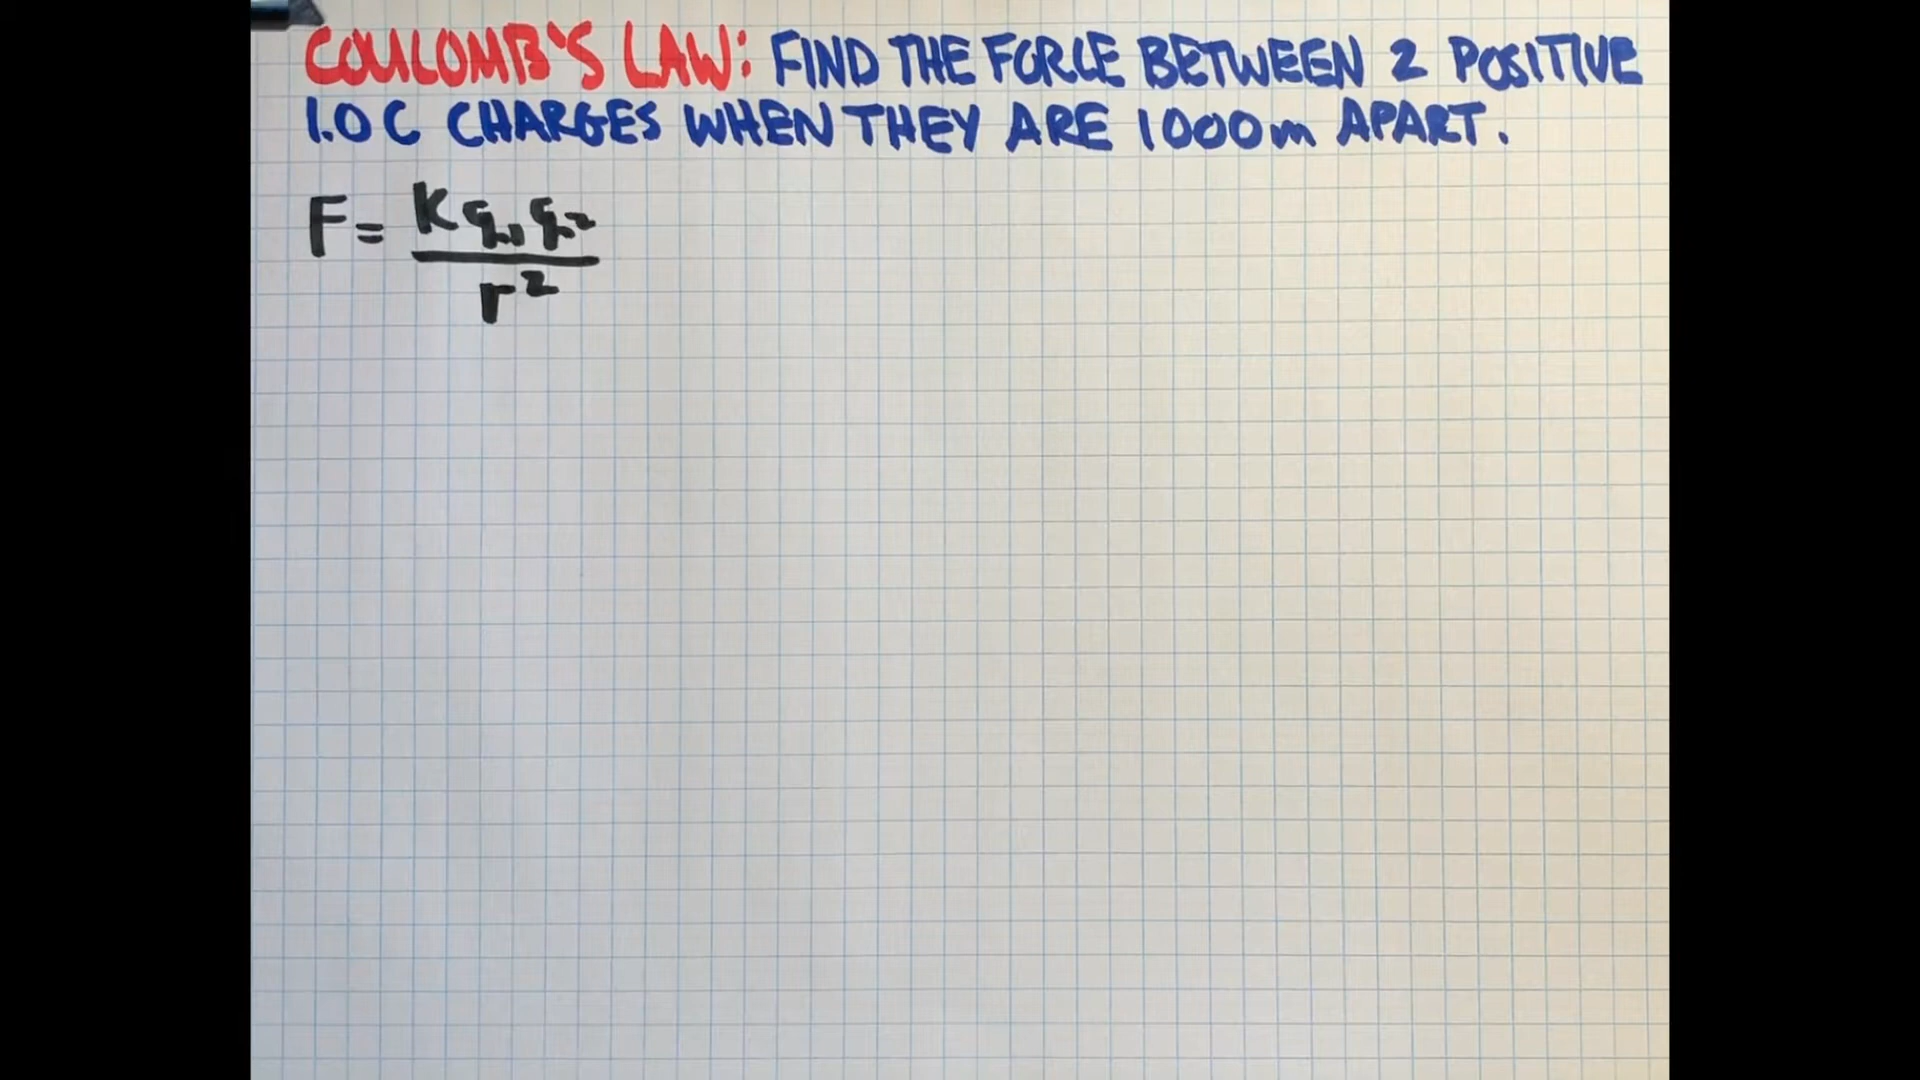 COULOMB'S LAW: FIND THE FORCE BETWEEN 2 POSITIVE
1.0 C CHARGES WHEN THEY ARE 1000m APART.
F = Kq₁q₂ / r²